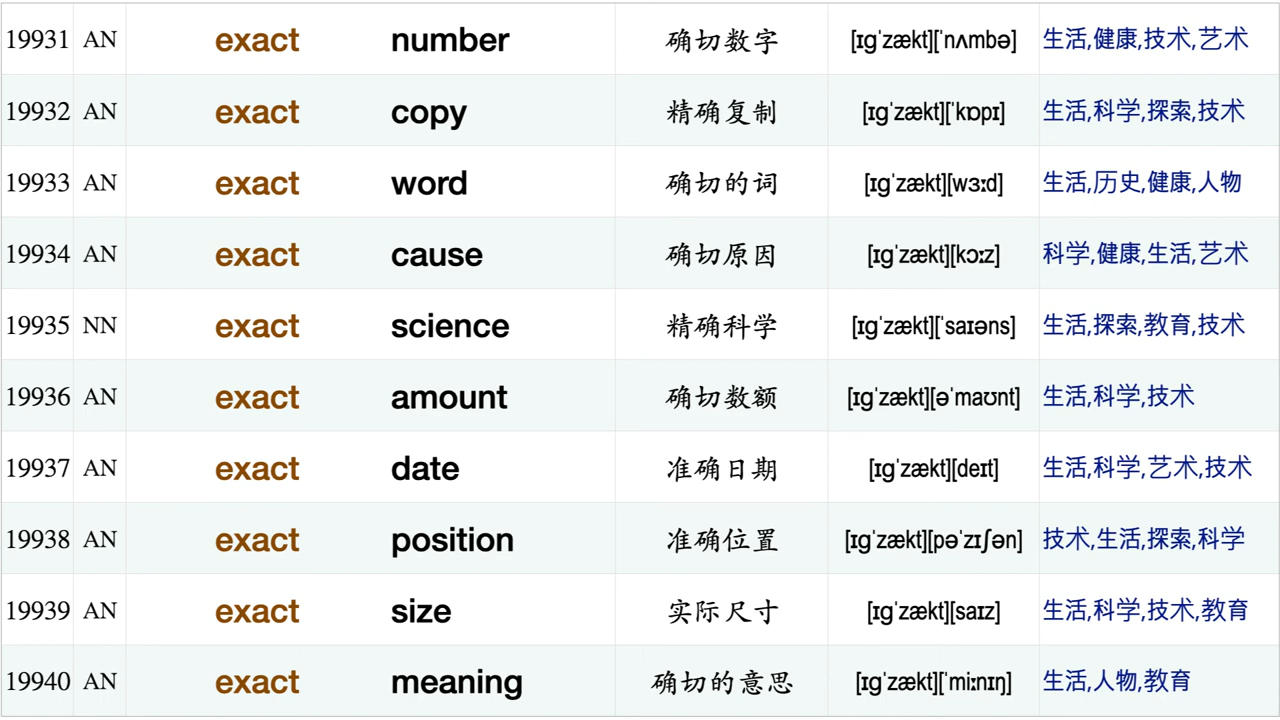 19931 AN exact number 确切数字 [ɪɡˈzækt][ˈnʌmbə] 生活,健康,技术,艺术
19932 AN exact copy 精确复制 [ɪɡˈzækt][ˈkɒpɪ] 生活,科学,探索,技术
19933 AN exact word 确切的词 [ɪɡˈzækt][wɜːd] 生活,历史,健康,人物
19934 AN exact cause 确切原因 [ɪɡˈzækt][kɔːz] 科学,健康,生活,艺术
19935 NN exact science 精确科学 [ɪɡˈzækt][ˈsaɪəns] 生活,探索,教育,技术
19936 AN exact amount 确切数额 [ɪɡˈzækt][əˈmaʊnt] 生活,科学,技术
19937 AN exact date 准确日期 [ɪɡˈzækt][deɪt] 生活,科学,艺术,技术
19938 AN exact position 准确位置 [ɪɡˈzækt][pəˈzɪʃən] 技术,生活,探索,科学
19939 AN exact size 实际尺寸 [ɪɡˈzækt][saɪz] 生活,科学,技术,教育
19940 AN exact meaning 确切的意思 [ɪɡˈzækt][ˈmiːnɪŋ] 生活,人物,教育